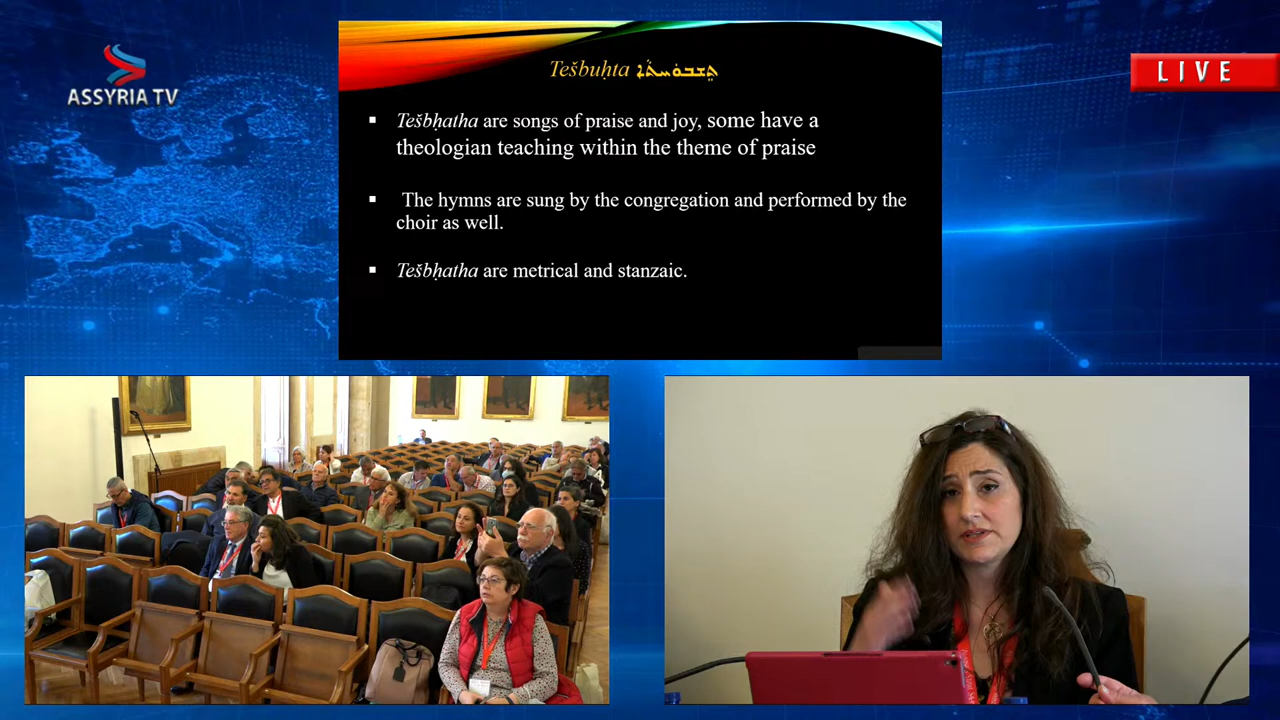 ASSYRIA TV
LIVE
Tešbuḥta ܬܸܫܒܘܿܚܬܵܐ
▪ Tešbḥatha are songs of praise and joy, some have a
theologian teaching within the theme of praise
▪ The hymns are sung by the congregation and performed by the
choir as well.
▪ Tešbḥatha are metrical and stanzaic.